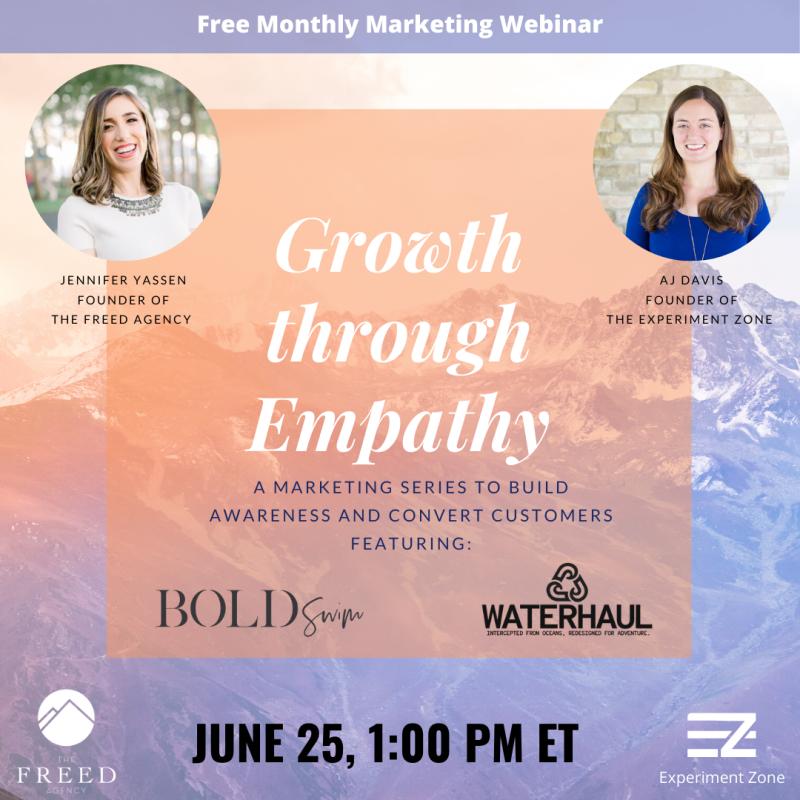 Free Monthly Marketing Webinar
JENNIFER YASSEN
FOUNDER OF
THE FREED AGENCY
AJ DAVIS
FOUNDER OF
THE EXPERIMENT ZONE
Growth
through
Empathy
A MARKETING SERIES TO BUILD
AWARENESS AND CONVERT CUSTOMERS
FEATURING:
BOLD Swim
WATERHAUL
INTERCEPTED FROM OCEANS, REDESIGNED FOR ADVENTURE.
JUNE 25, 1:00 PM ET
THE
FREED
AGENCY
EZ
Experiment Zone